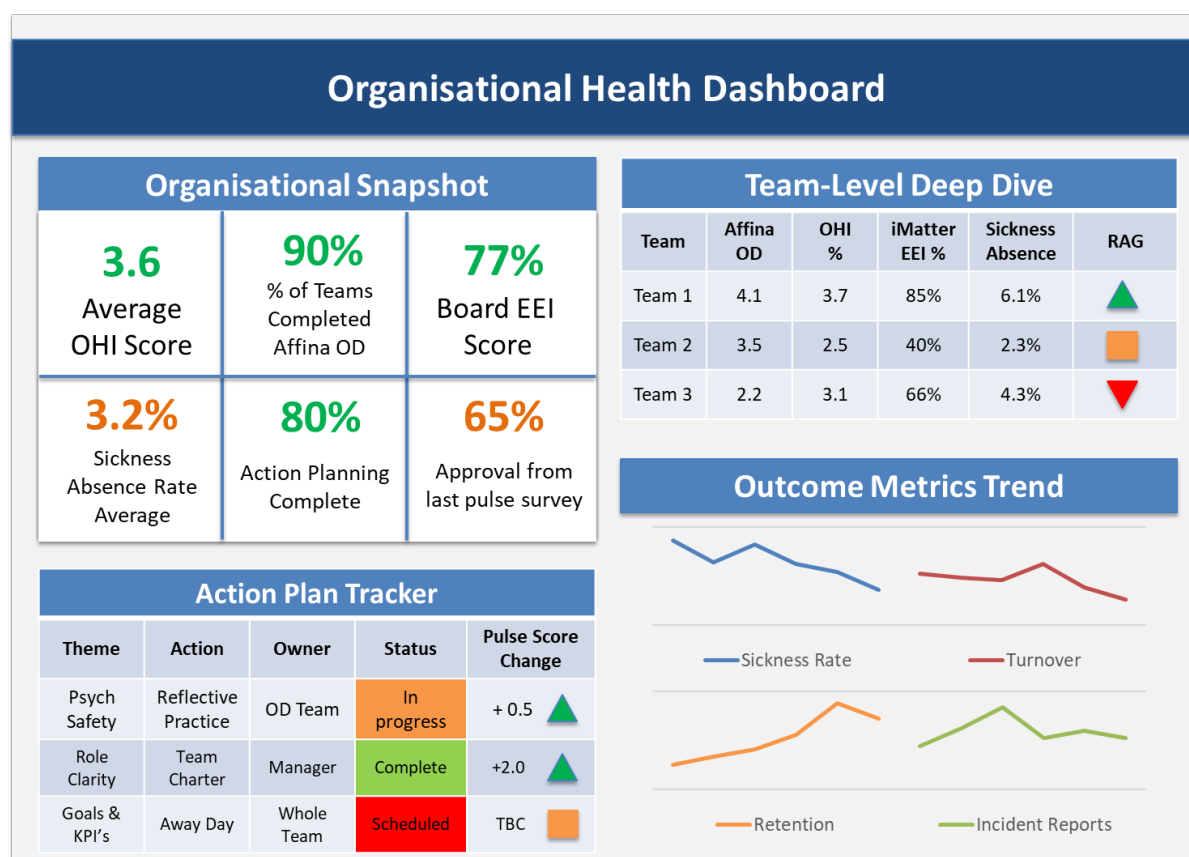 Organisational Health Dashboard
Organisational Snapshot
3.6
Average
OHI Score
90%
% of Teams
Completed
Affina OD
77%
Board EEI
Score
3.2%
Sickness
Absence Rate
Average
80%
Action Planning
Complete
65%
Approval from
last pulse survey
Team-Level Deep Dive
Team Affina OD OHI % iMatter EEI % Sickness Absence RAG
Team 1 4.1 3.7 85% 6.1%
Team 2 3.5 2.5 40% 2.3%
Team 3 2.2 3.1 66% 4.3%
Action Plan Tracker
Theme Action Owner Status Pulse Score Change
Psych Safety Reflective Practice OD Team In progress + 0.5
Role Clarity Team Charter Manager Complete +2.0
Goals & KPI's Away Day Whole Team Scheduled TBC
Outcome Metrics Trend
Sickness Rate Turnover
Retention Incident Reports